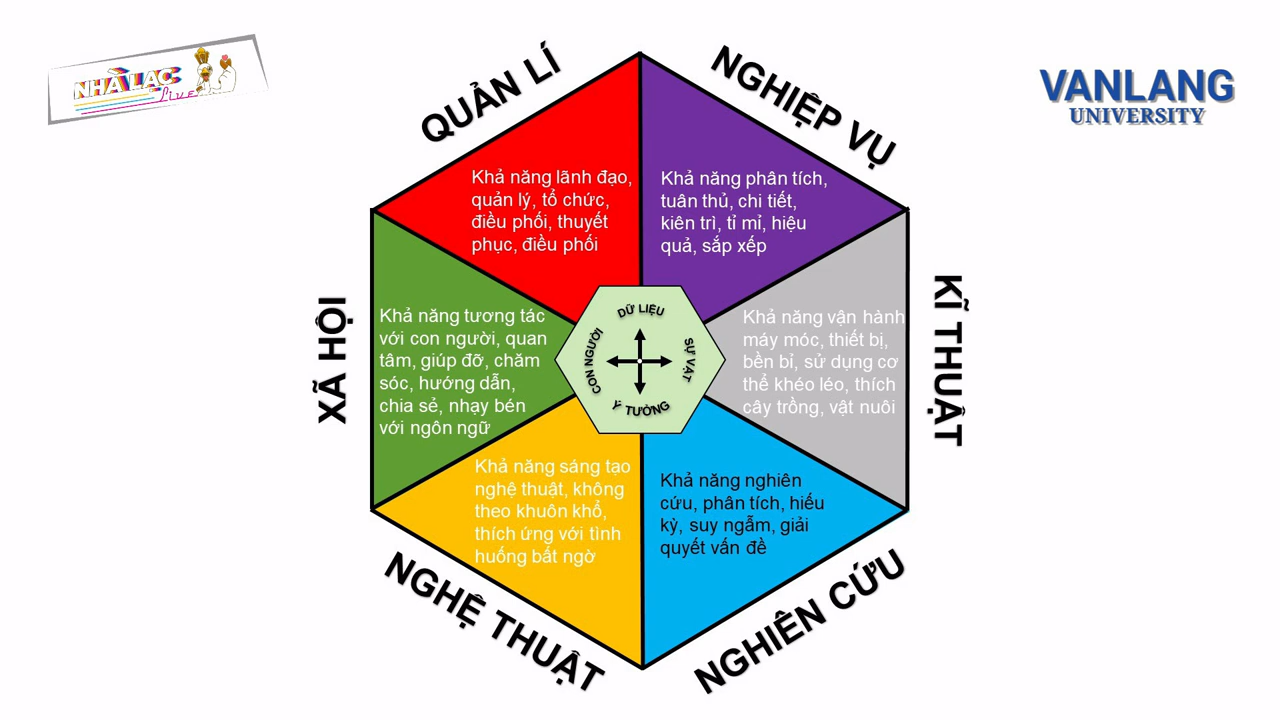 NHÀ LẠC
live
VANLANG
UNIVERSITY
QUẢN LÍ
NGHIỆP VỤ
Khả năng lãnh đạo,
quản lý, tổ chức,
điều phối, thuyết
phục, điều phối
Khả năng phân tích,
tuân thủ, chi tiết,
kiên trì, tỉ mỉ, hiệu
quả, sắp xếp
XÃ HỘI
Khả năng tương tác
với con người, quan
tâm, giúp đỡ, chăm
sóc, hướng dẫn,
chia sẻ, nhạy bén
với ngôn ngữ
DỮ LIỆU
CON NGƯỜI
SỰ VẬT
Ý TƯỞNG
Khả năng vận hành
máy móc, thiết bị,
bền bỉ, sử dụng cơ
thể khéo léo, thích
cây trồng, vật nuôi
KĨ THUẬT
Khả năng sáng tạo
nghệ thuật, không
theo khuôn khổ,
thích ứng với tình
huống bất ngờ
Khả năng nghiên
cứu, phân tích, hiếu
kỳ, suy ngẫm, giải
quyết vấn đề
NGHỆ THUẬT
NGHIÊN CỨU